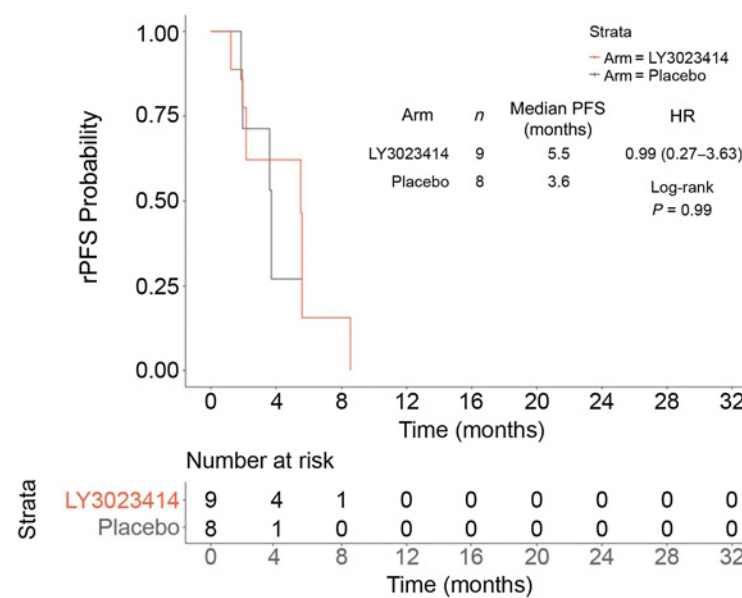 Strata
Arm = LY3023414
Arm = Placebo
Arm n Median PFS (months) HR
LY3023414 9 5.5 0.99 (0.27–3.63)
Placebo 8 3.6 Log-rank
P = 0.99
rPFS Probability
1.00
0.75
0.50
0.25
0.00
0 4 8 12 16 20 24 28 32
Time (months)
Number at risk
Strata
LY3023414 9 4 1 0 0 0 0 0 0
Placebo 8 1 0 0 0 0 0 0 0
0 4 8 12 16 20 24 28 32
Time (months)